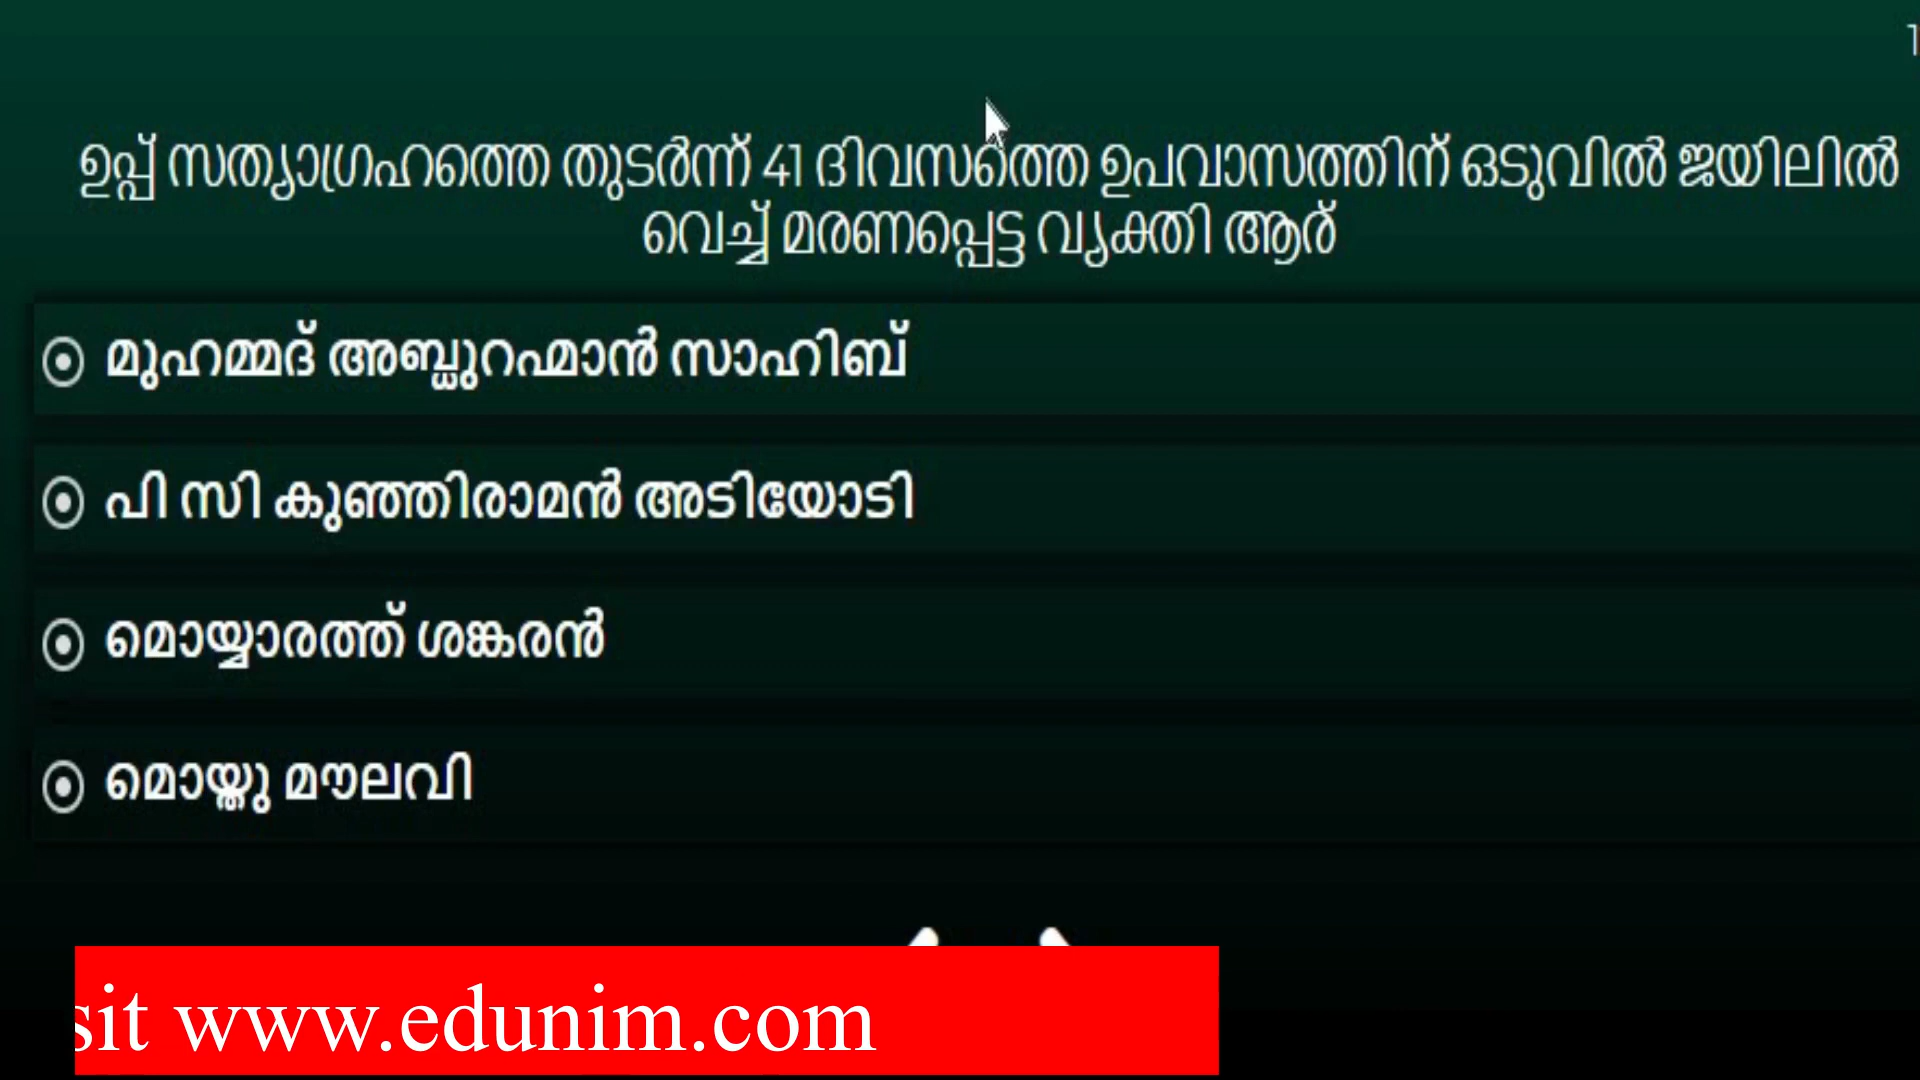 1
ഉപ്പ് സത്യാഗ്രഹത്തെ തുടർന്ന് 41 ദിവസത്തെ ഉപവാസത്തിന് ഒടുവിൽ ജയിലിൽ
വെച്ച് മരണപ്പെട്ട വ്യക്തി ആര്
മുഹമ്മദ് അബ്ദുറഹ്മാൻ സാഹിബ്
പി സി കുഞ്ഞിരാമൻ അടിയോടി
മൊയ്യാരത്ത് ശങ്കരൻ
മൊയ്തു മൗലവി
sit www.edunim.com